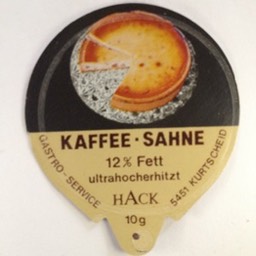 KAFFEE · SAHNE
12% Fett
ultrahocherhitzt
HACK
10g
GASTRO-SERVICE
5451 KURTSCHEID